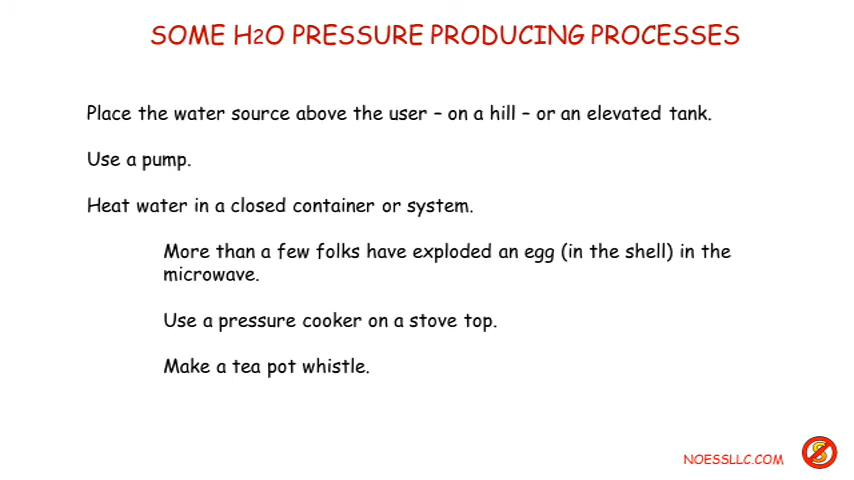 SOME H2O PRESSURE PRODUCING PROCESSES
Place the water source above the user – on a hill – or an elevated tank.
Use a pump.
Heat water in a closed container or system.
More than a few folks have exploded an egg (in the shell) in the
microwave.
Use a pressure cooker on a stove top.
Make a tea pot whistle.
NOESSLLC.COM
S